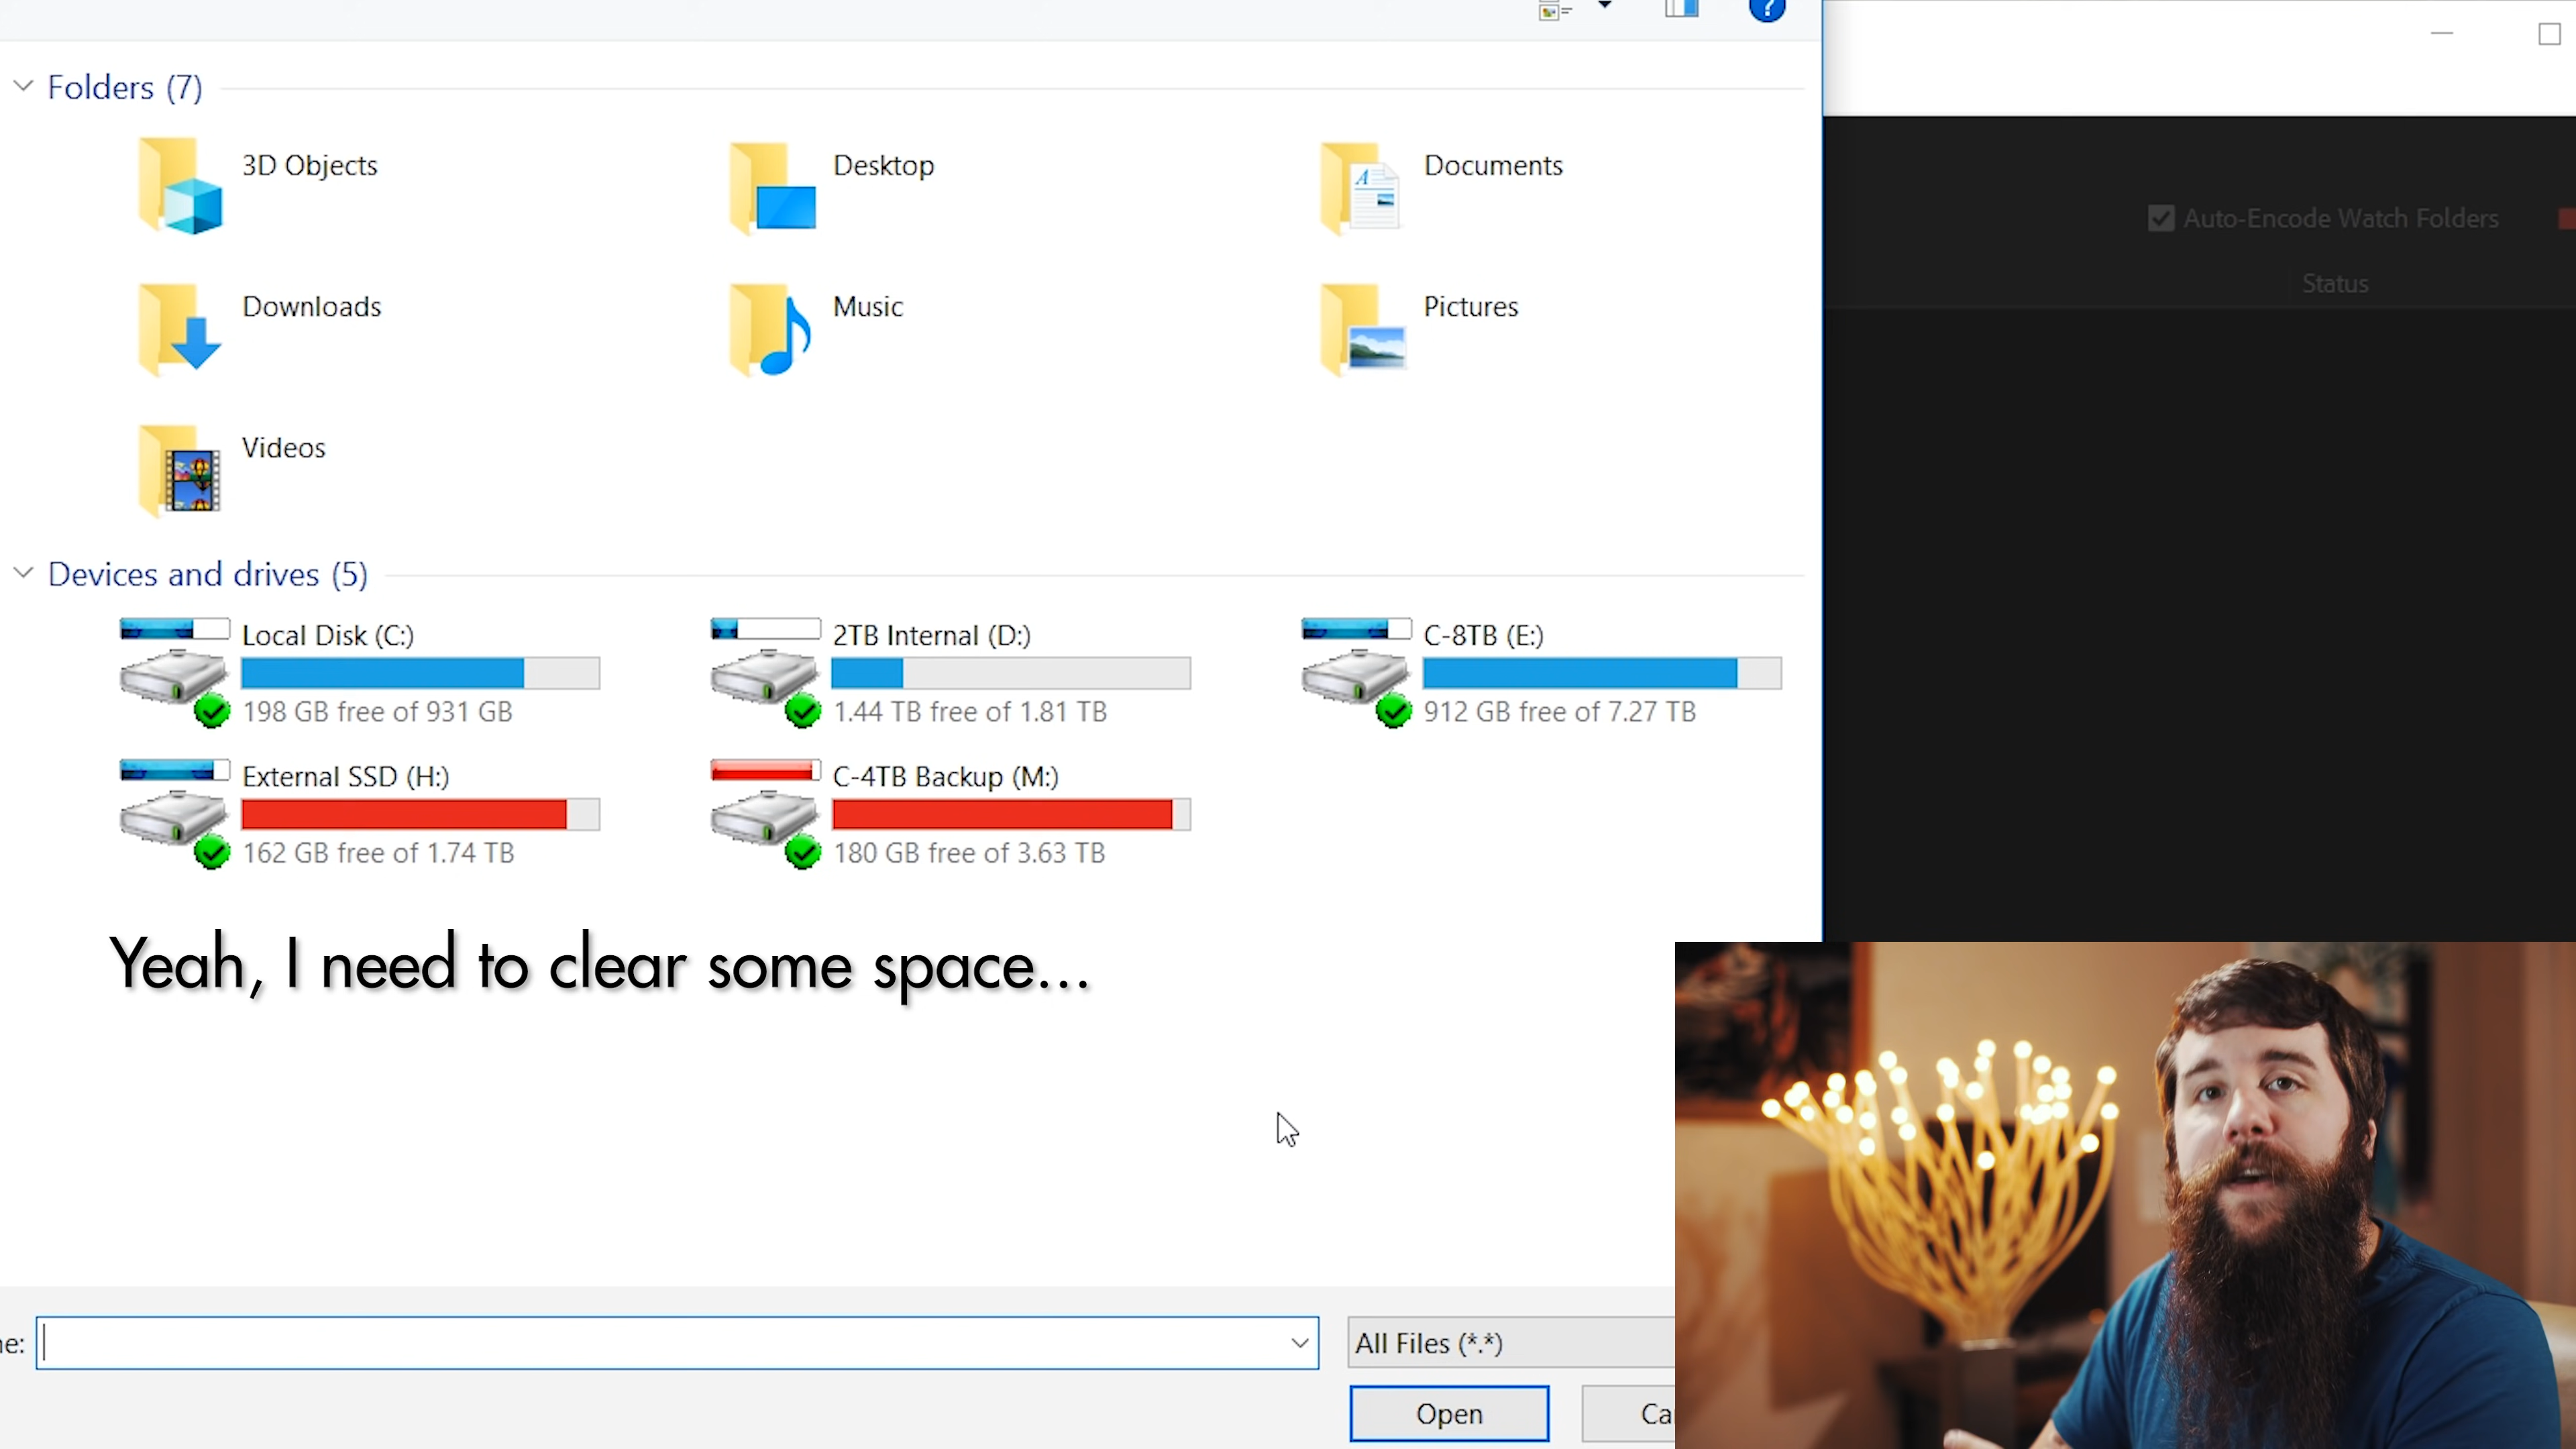 Folders (7)
3D Objects
Desktop
Documents
Downloads
Music
Pictures
Videos
Auto-Encode Watch Folders
Status
Devices and drives (5)
Local Disk (C:)
198 GB free of 931 GB
2TB Internal (D:)
1.44 TB free of 1.81 TB
C-8TB (E:)
912 GB free of 7.27 TB
External SSD (H:)
162 GB free of 1.74 TB
C-4TB Backup (M:)
180 GB free of 3.63 TB
Yeah, I need to clear some space...
ne:
All Files (*.*)
Open
Ca